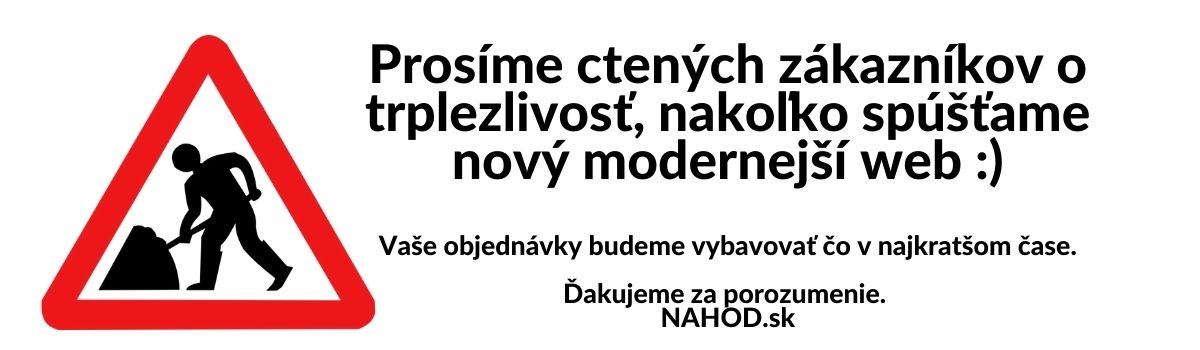 Prosíme ctených zákazníkov o
trplezlivosť, nakoľko spúšťame
nový modernejší web :)
Vaše objednávky budeme vybavovať čo v najkratšom čase.
Ďakujeme za porozumenie.
NAHOD.sk